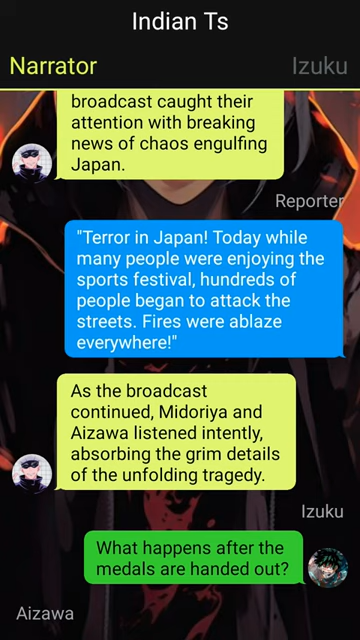 Indian Ts
Narrator
Izuku
broadcast caught their
attention with breaking
news of chaos engulfing
Japan.
Reporter
"Terror in Japan! Today while
many people were enjoying the
sports festival, hundreds of
people began to attack the
streets. Fires were ablaze
everywhere!"
As the broadcast
continued, Midoriya and
Aizawa listened intently,
absorbing the grim details
of the unfolding tragedy.
Izuku
What happens after the
medals are handed out?
Aizawa